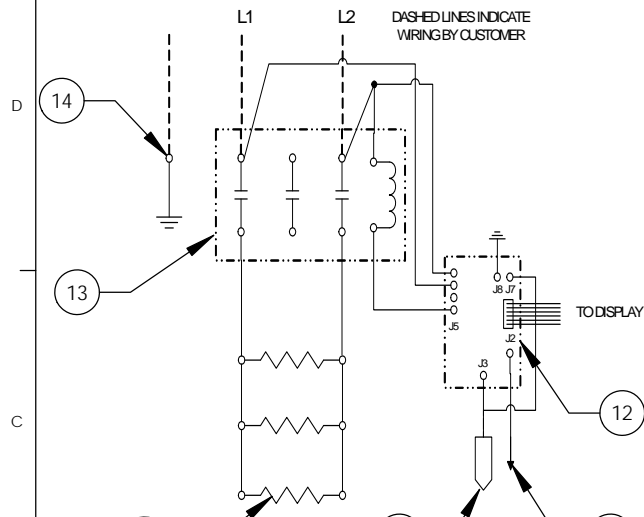 L1
L2
DASHED LINES INDICATE
WIRING BY CUSTOMER
D
14
13
J8 J7
TO DISPLAY
J5
J2
J3
12
C